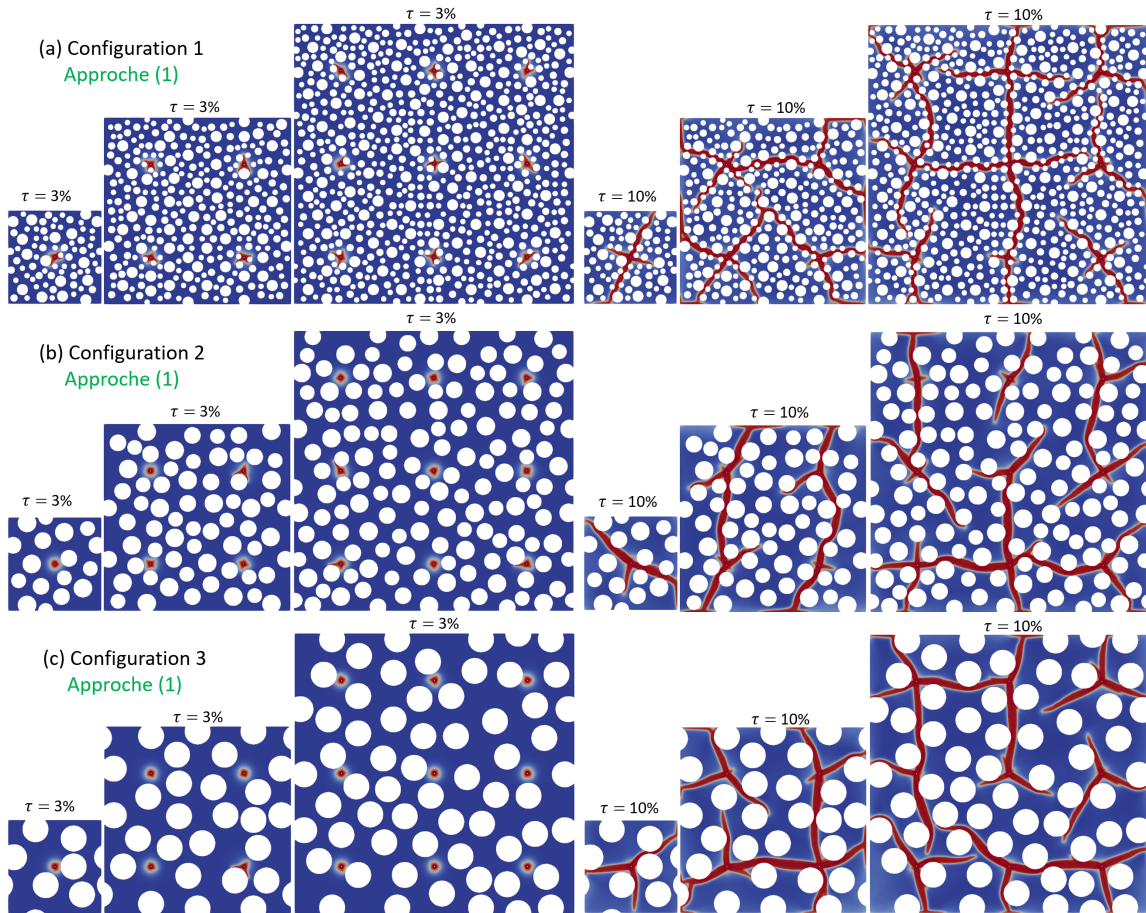 τ = 3%
τ = 10%
(a) Configuration 1
Approche (1)
τ = 3%
τ = 10%
τ = 3%
τ = 10%
τ = 3%
τ = 10%
(b) Configuration 2
Approche (1)
τ = 3%
τ = 10%
τ = 3%
τ = 10%
τ = 3%
τ = 10%
(c) Configuration 3
Approche (1)
τ = 3%
τ = 10%
τ = 3%
τ = 10%